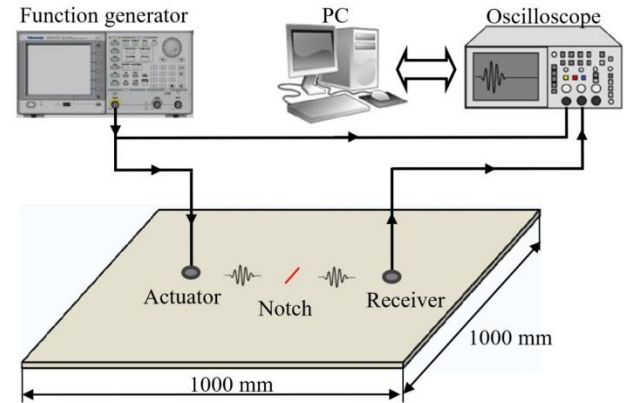 Function generator
PC
Oscilloscope
Actuator
Notch
Receiver
1000 mm
1000 mm